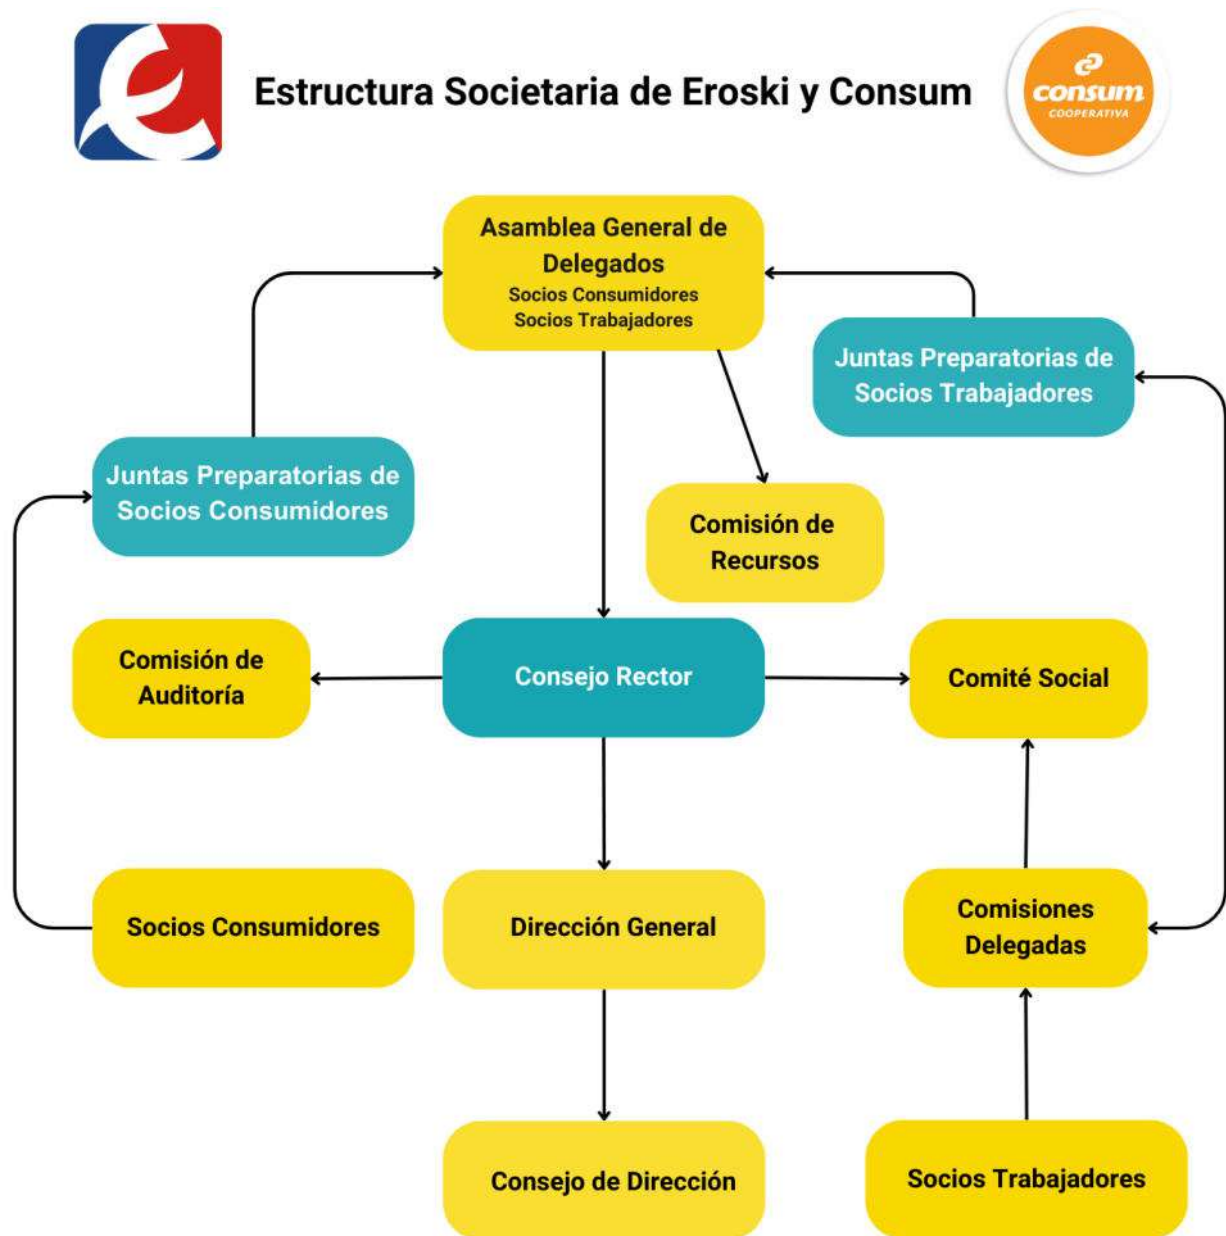 Estructura Societaria de Eroski y Consum
consum
COOPERATIVA
Asamblea General de
Delegados
Socios Consumidores
Socios Trabajadores
Juntas Preparatorias de
Socios Trabajadores
Juntas Preparatorias de
Socios Consumidores
Comisión de
Recursos
Comisión de
Auditoría
Consejo Rector
Comité Social
Socios Consumidores
Dirección General
Comisiones
Delegadas
Consejo de Dirección
Socios Trabajadores